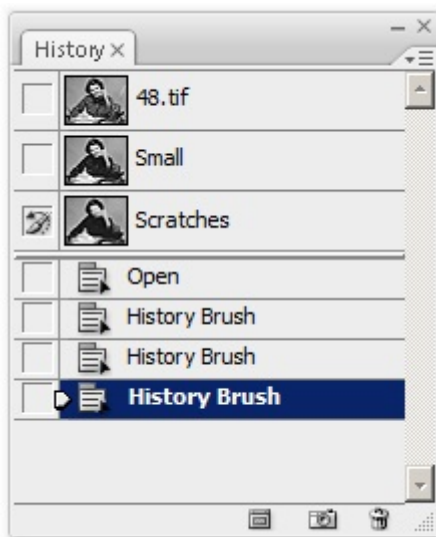 History
48.tif
Small
Scratches
Open
History Brush
History Brush
History Brush